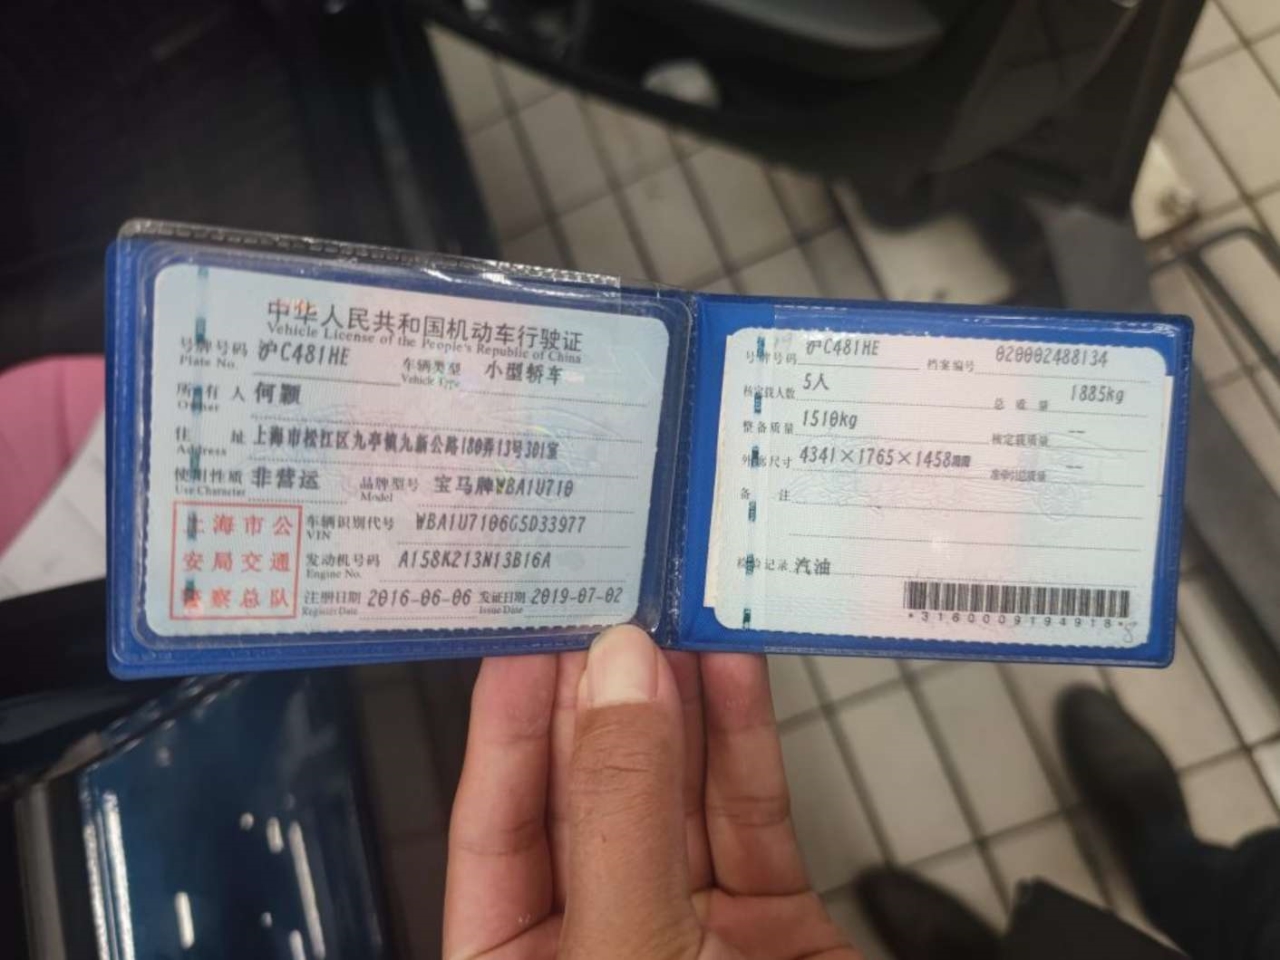 中华人民共和国机动车行驶证
Vehicle License of the People's Republic of China
号牌号码 沪C481HE 车辆类型 小型轿车
Plate No. Vehicle Type
所有人 何颖
Owner
住址 上海市松江区九亭镇九新公路180弄13号301室
Address
使用性质 非营运 品牌型号 宝马牌WBA1U710
Use Character Model
上海市公安局交通警察总队
车辆识别代号 WBA1U7106G5D33977
VIN
发动机号码 A158K213N13B16A
Engine No.
注册日期 2016-06-06 发证日期 2019-07-02
Register Date Issue Date
号牌号码 沪C481HE 档案编号 020002488134
核定载人数 5人 总质量 1885kg
整备质量 1510kg 核定载质量 --
外廓尺寸 4341×1765×1458 准牵引总质量 --
备注
检验记录 汽油
*3160009194918*